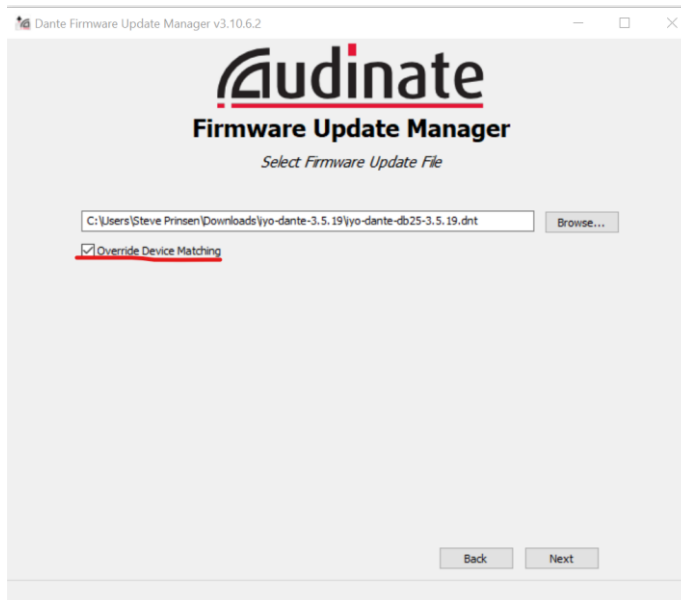 Dante Firmware Update Manager v3.10.6.2
Audinate
Firmware Update Manager
Select Firmware Update File
C:\Users\Steve Prinsen\Downloads\iyo-dante-3.5.19\iyo-dante-db25-3.5.19.dnt
Browse...
Override Device Matching
Back
Next